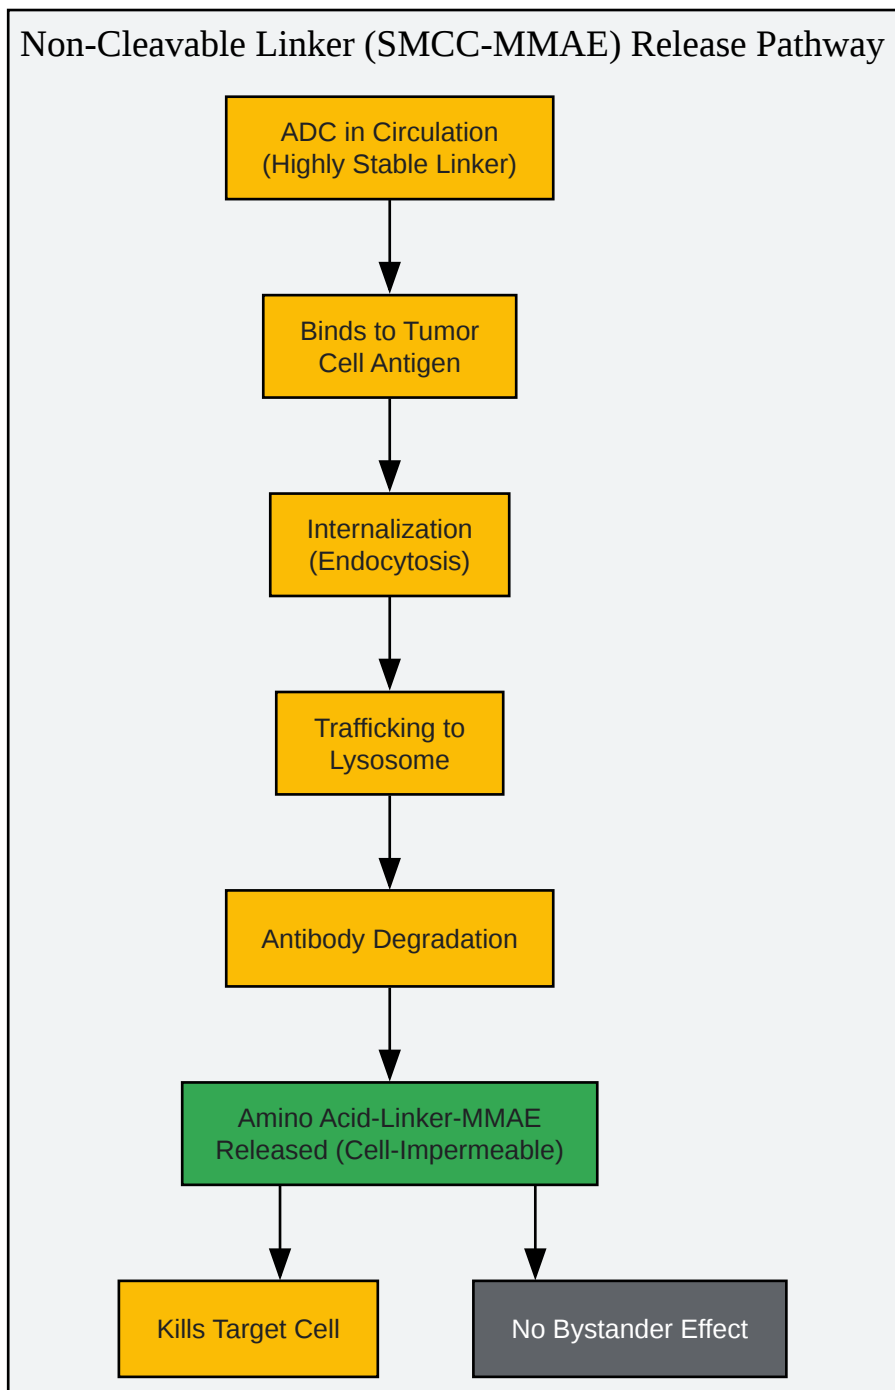 Non-Cleavable Linker (SMCC-MMAE) Release Pathway
ADC in Circulation
(Highly Stable Linker)
Binds to Tumor
Cell Antigen
Internalization
(Endocytosis)
Trafficking to
Lysosome
Antibody Degradation
Amino Acid-Linker-MMAE
Released (Cell-Impermeable)
Kills Target Cell
No Bystander Effect